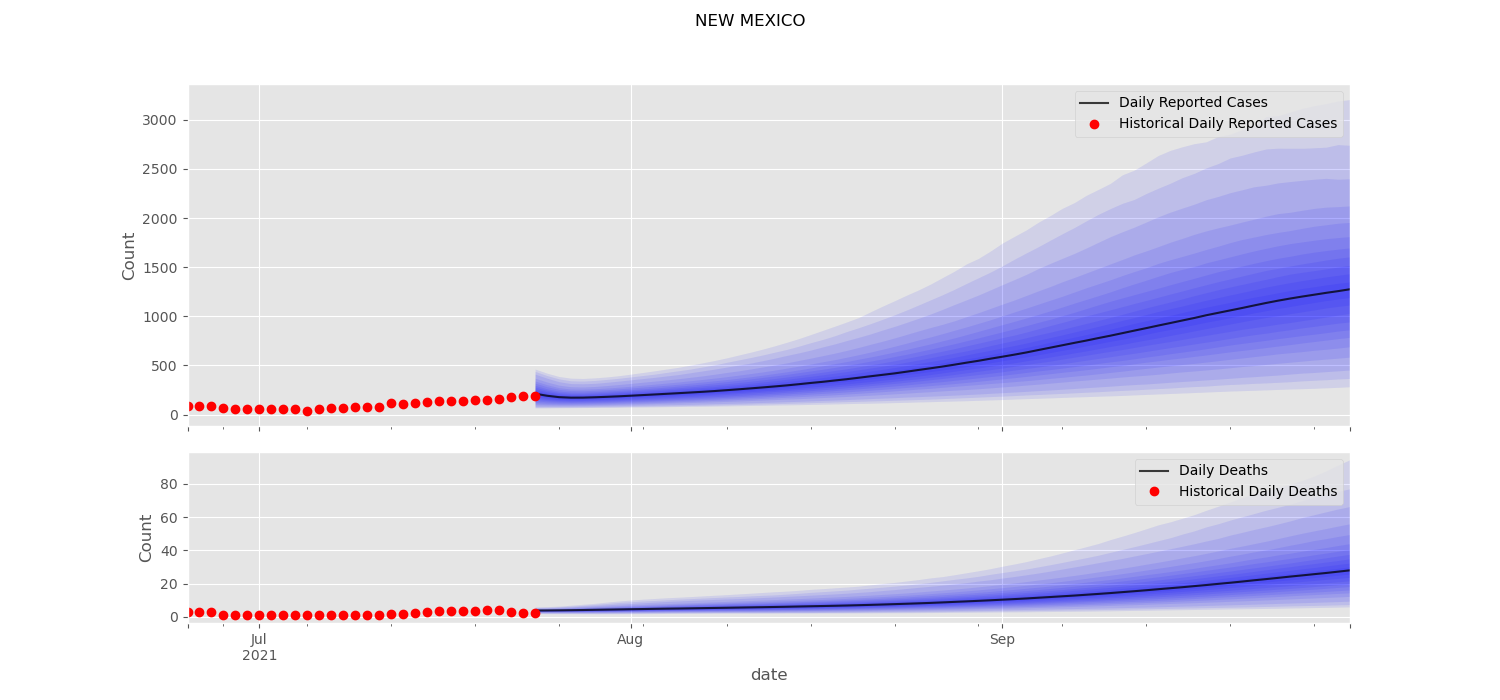 NEW MEXICO
Daily Reported Cases
Historical Daily Reported Cases
3000
2500
2000
1500
1000
500
0
Count
Daily Deaths
Historical Daily Deaths
80
60
40
20
0
Count
Jul
2021
Aug
Sep
date